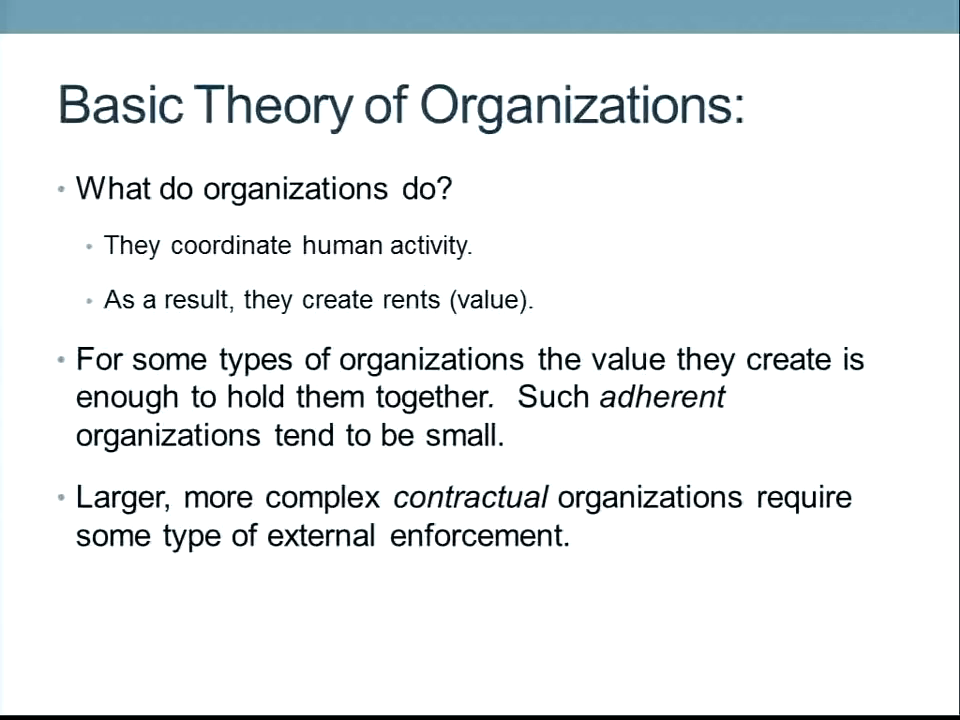 Basic Theory of Organizations:
• What do organizations do?
• They coordinate human activity.
• As a result, they create rents (value).
• For some types of organizations the value they create is
enough to hold them together. Such adherent
organizations tend to be small.
• Larger, more complex contractual organizations require
some type of external enforcement.